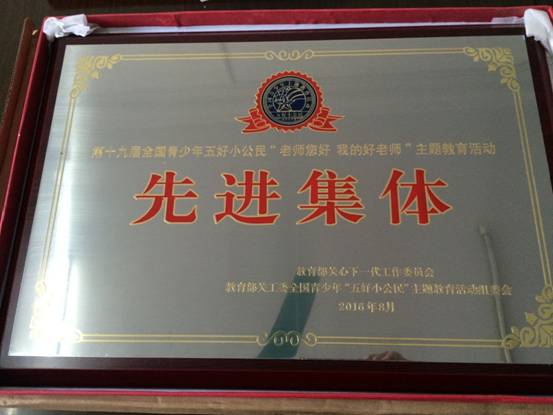 第十九届全国青少年五好小公民“老师您好 我的好老师”主题教育活动
先进集体
教育部关心下一代工作委员会
教育部关工委全国青少年“五好小公民”主题教育活动组委会
2016年8月